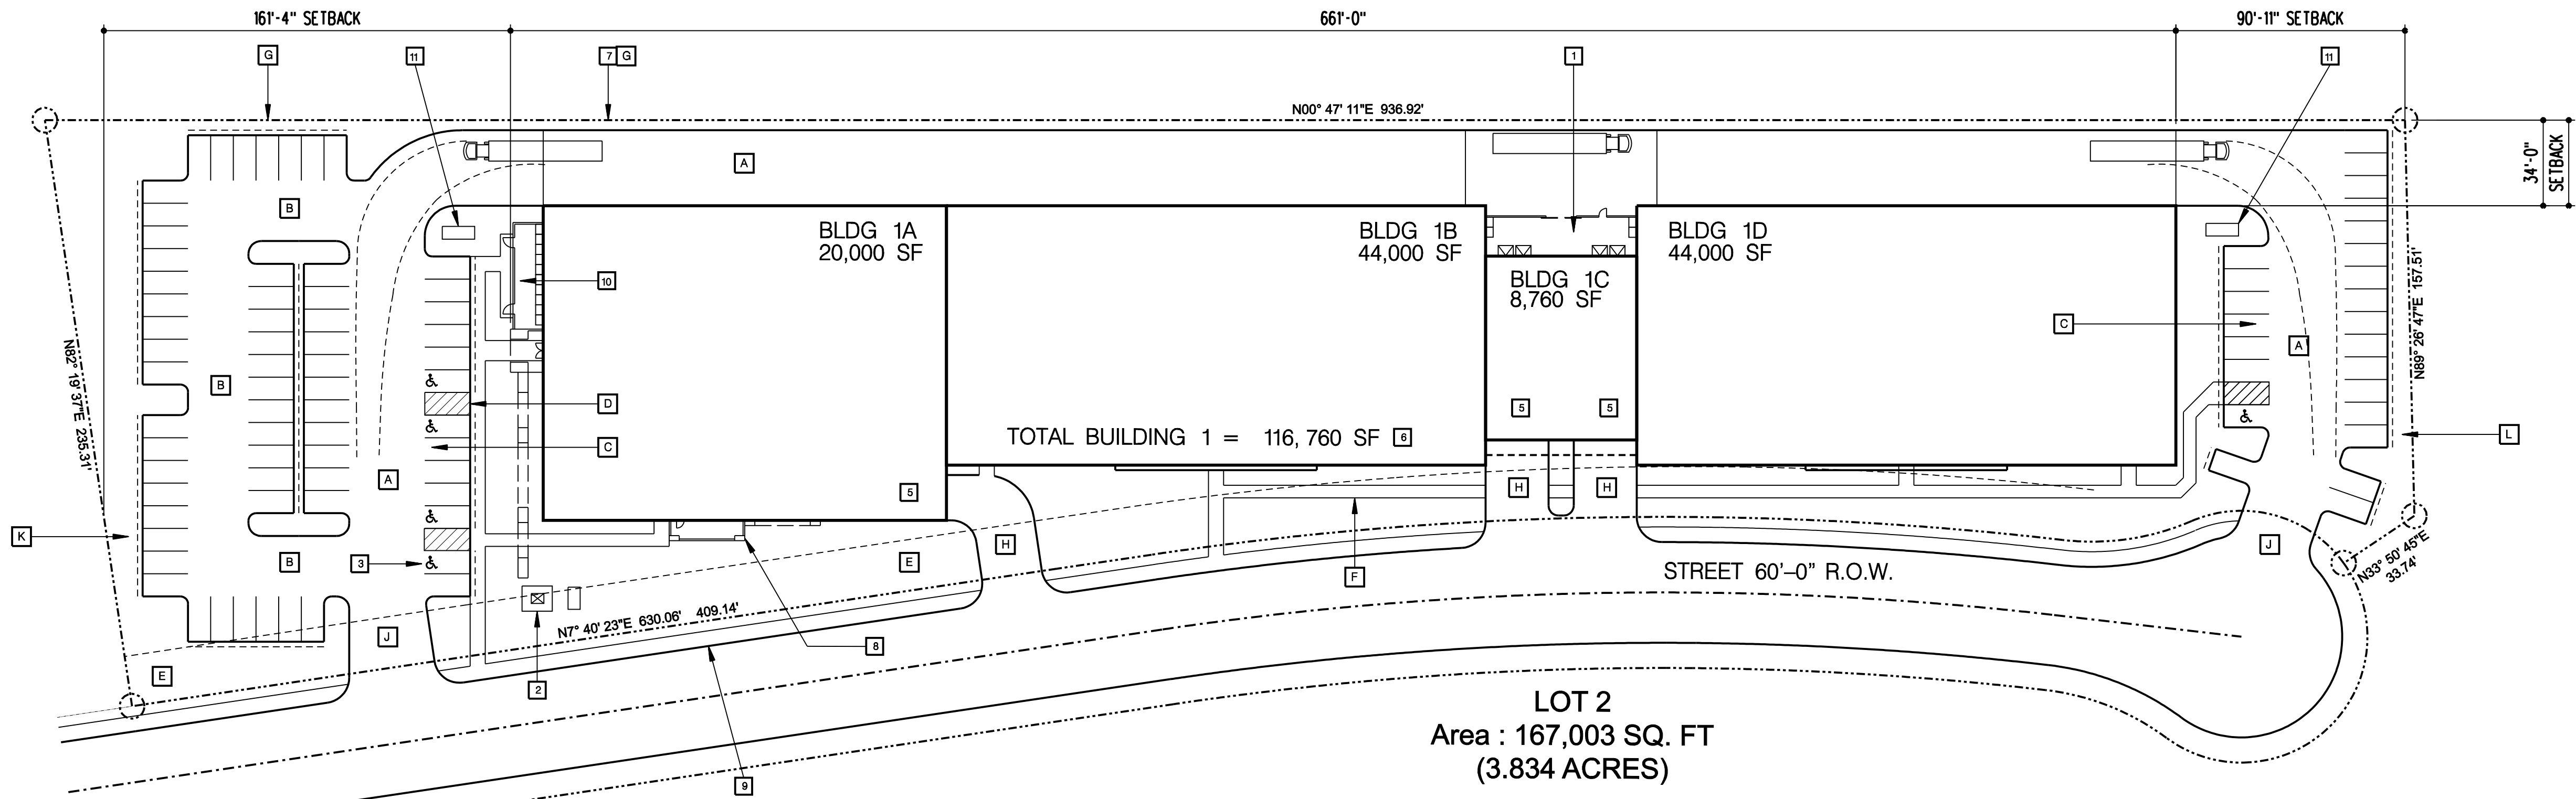 161'-4" SETBACK
661'-0"
90'-11" SETBACK
G
11
7 G
1
11
N00° 47' 11"E 936.92'
34'-0"
SETBACK
A
B
BLDG 1A
20,000 SF
BLDG 1B
44,000 SF
BLDG 1D
44,000 SF
BLDG 1C
8,760 SF
10
C
A
N89° 26' 47"E 157.51'
N82° 19' 37"E 235.31'
B
D
5
5
C
TOTAL BUILDING 1 = 116,760 SF 6
L
A
5
H
H
K
B
3
E
H
F
J
STREET 60'–0" R.O.W.
N33° 50' 45"E
33.74'
N7° 40' 23"E 630.06' 409.14'
J
8
E
2
9
LOT 2
Area : 167,003 SQ. FT
(3.834 ACRES)